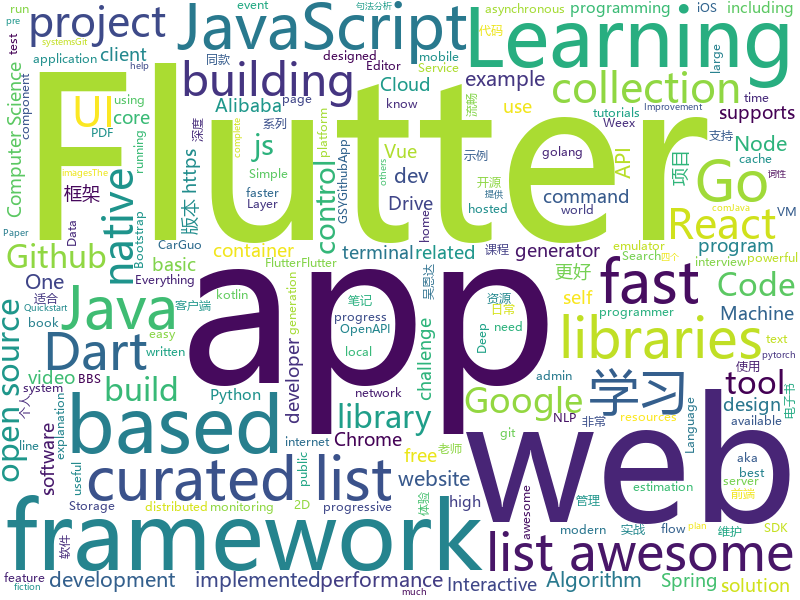 Flutter
app
web
framework
JavaScript
Learning
project
building
collection
libraries
Java
Dart
based
curated list
list awesome
fast
React
Go
Code
UI
js
native
open source
Github
library
Google
学习
tool
build
website
software
development
implemented
performance
Interactive
Algorithm
Spring
solution
example
supports
Node
Cloud
Alibaba
core
client
control
container
generator
command
program
programming
including
iOS
asynchronous
代码
large
event
句法分析
run
pre
test
systemsGit
help
application
using
component
Computer Science
PDF
running
complete
platform
同款
深度
系列
designed
Editor
mobile
Service
page
know
流畅
use
tutorials
time
Weex
cache
支持
项目
API
示例
golang
Vue
dev
Drive
https
版本
框架
Simple
faster
Layer
others
开源
提供
GSYGithubApp
world
VM
词性
imagesThe
Paper
Data
Bootstrap
CarGuo
home
hosted
comJava
Everything
terminal
related
课程
emulator
Search
四个
powerful
basic
FlutterFlutter
更好
interview
One
generation
客户端
kotlin
笔记
吴恩达
资源
self
适合
Quickstart
book
easy
progress
OpenAPI
日常
Deep
programmer
written
local
need
Machine
text
pytorch
developer
challenge
video
BBS
Python
network
admin
使用
电子书
个人
system
explanation
design
available
internet
Chrome
NLP
非常
resources
Language
line
useful
git
free
老师
aka
best
awesome
public
Storage
distributed
monitoring
2D
progressive
体验
high
管理
estimation
server
前端
软件
modern
flow
实战
维护
SDK
feature
fiction
much
Improvement
plan